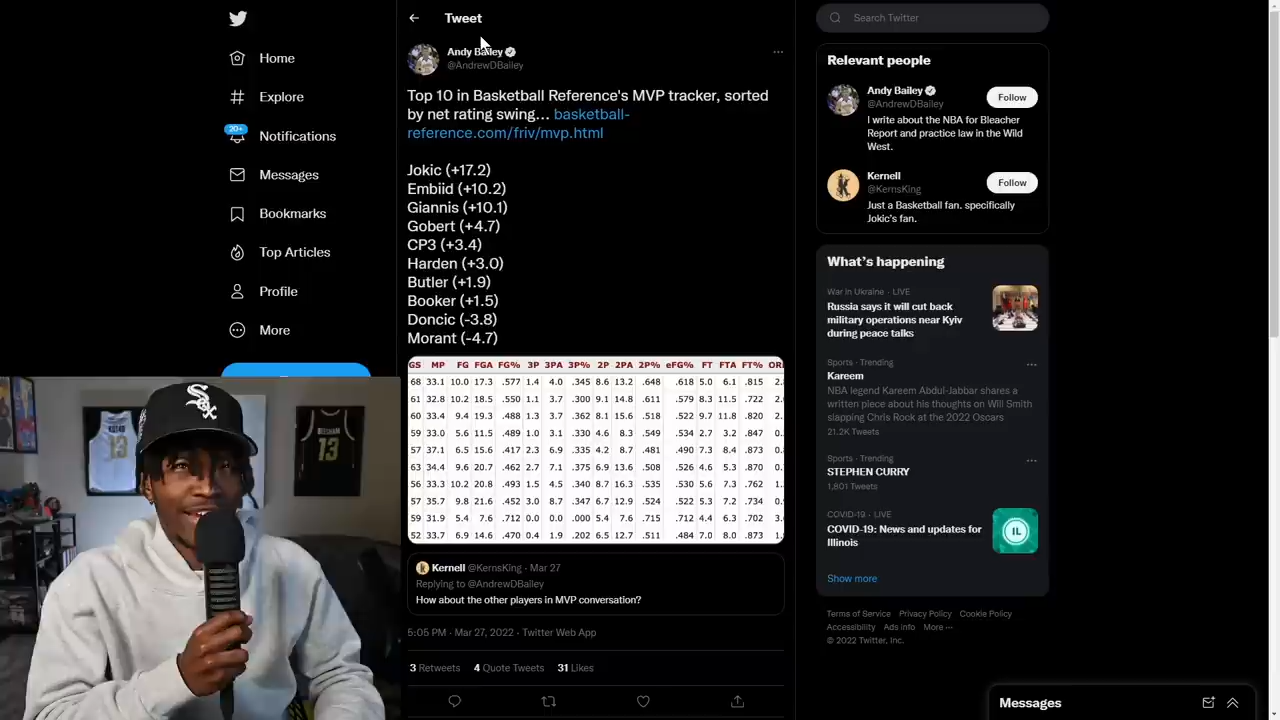 Home
Explore
20+
Notifications
Messages
Bookmarks
Top Articles
Profile
More
Tweet
Andy Bailey
@AndrewDBailey
Top 10 in Basketball Reference's MVP tracker, sorted
by net rating swing... basketball-
reference.com/friv/mvp.html
Jokic (+17.2)
Embiid (+10.2)
Giannis (+10.1)
Gobert (+4.7)
CP3 (+3.4)
Harden (+3.0)
Butler (+1.9)
Booker (+1.5)
Doncic (-3.8)
Morant (-4.7)
GS MP FG FGA FG% 3P 3PA 3P% 2P 2PA 2P% eFG% FT FTA FT% OR
68 33.1 10.0 17.3 .577 1.4 4.0 .345 8.6 13.2 .648 .618 5.0 6.1 .815 2.
61 32.8 10.2 18.5 .550 1.1 3.7 .300 9.1 14.8 .611 .579 8.3 11.5 .722 2.
60 33.4 9.4 19.3 .488 1.3 3.7 .362 8.1 15.6 .518 .522 9.7 11.8 .820 2.
59 33.0 5.6 11.5 .489 1.0 3.1 .330 4.6 8.3 .549 .534 2.7 3.2 .847 0.
57 37.1 6.5 15.6 .417 2.3 6.9 .335 4.2 8.7 .481 .490 7.3 8.4 .873 0.
63 34.4 9.6 20.7 .462 2.7 7.1 .375 6.9 13.6 .508 .526 4.6 5.3 .870 1.
56 33.3 10.2 20.8 .493 1.5 4.5 .340 8.7 16.3 .535 .530 5.6 7.3 .762 1.
57 35.7 9.8 21.6 .452 3.0 8.7 .347 6.7 12.9 .524 .522 5.3 7.2 .734 0.
59 31.9 5.4 7.6 .712 0.0 0.0 .000 5.4 7.6 .715 .712 4.4 6.3 .702 3.
52 33.7 6.9 14.6 .470 0.4 1.9 .202 6.5 12.7 .511 .484 7.0 8.0 .873 1.
Kernell @KernsKing · Mar 27
Replying to @AndrewDBailey
How about the other players in MVP conversation?
5:05 PM · Mar 27, 2022 · Twitter Web App
3 Retweets 4 Quote Tweets 31 Likes
Search Twitter
Relevant people
Andy Bailey
@AndrewDBailey
Follow
I write about the NBA for Bleacher
Report and practice law in the Wild
West.
Kernell
@KernsKing
Follow
Just a Basketball fan. specifically
Jokic's fan.
What's happening
War in Ukraine · LIVE
Russia says it will cut back
military operations near Kyiv
during peace talks
Sports · Trending
Kareem
NBA legend Kareem Abdul-Jabbar shares a
written piece about his thoughts on Will Smith
slapping Chris Rock at the 2022 Oscars
21.2K Tweets
Sports · Trending
STEPHEN CURRY
1,801 Tweets
COVID-19 · LIVE
COVID-19: News and updates for
Illinois
IL
Show more
Terms of Service Privacy Policy Cookie Policy
Accessibility Ads info More ...
© 2022 Twitter, Inc.
Messages
13
13
Sox